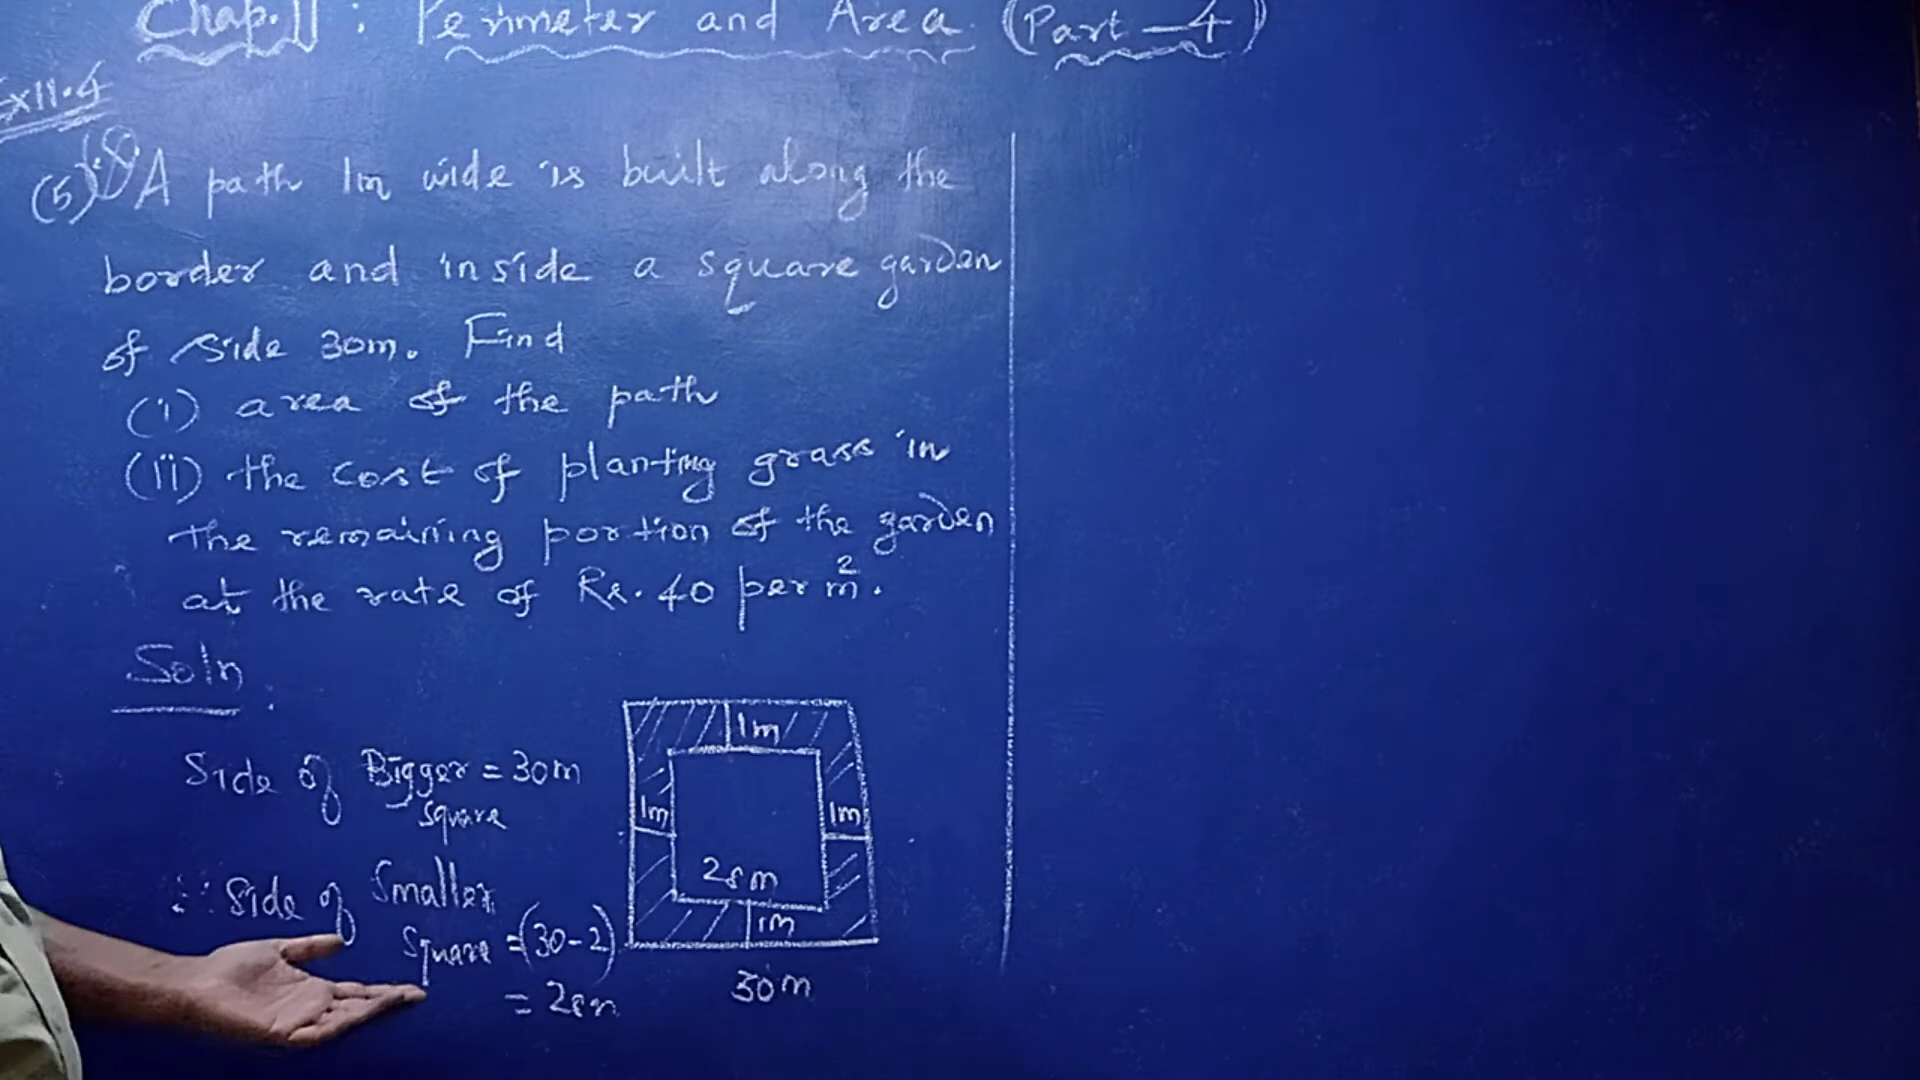 Chap.11 : Perimeter and Area (Part-4)
Ex11.4
(5) A path 1m wide is built along the
border and inside a square garden
of side 30m. Find
(i) area of the path
(ii) the cost of planting grass in
the remaining portion of the garden
at the rate of Rs. 40 per m².
Soln :
Side of Bigger = 30m
Square
∴ Side of Smaller
Square = (30-2)
= 28m
1m
1m
1m
28m
1m
30m